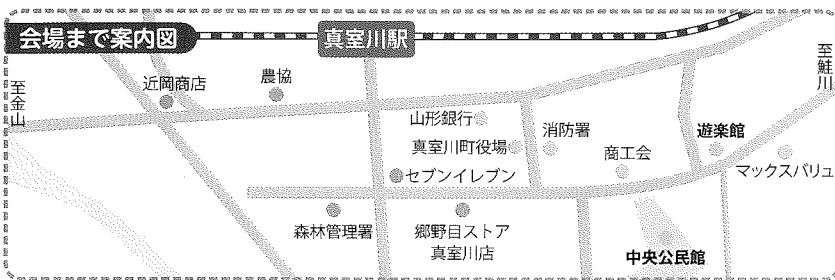 会場まで案内図
真室川駅
至鮭川
至金山
近岡商店
農協
山形銀行
消防署
遊楽館
真室川町役場
商工会
マックスバリュ
セブンイレブン
森林管理署
郷野目ストア
真室川店
中央公民館